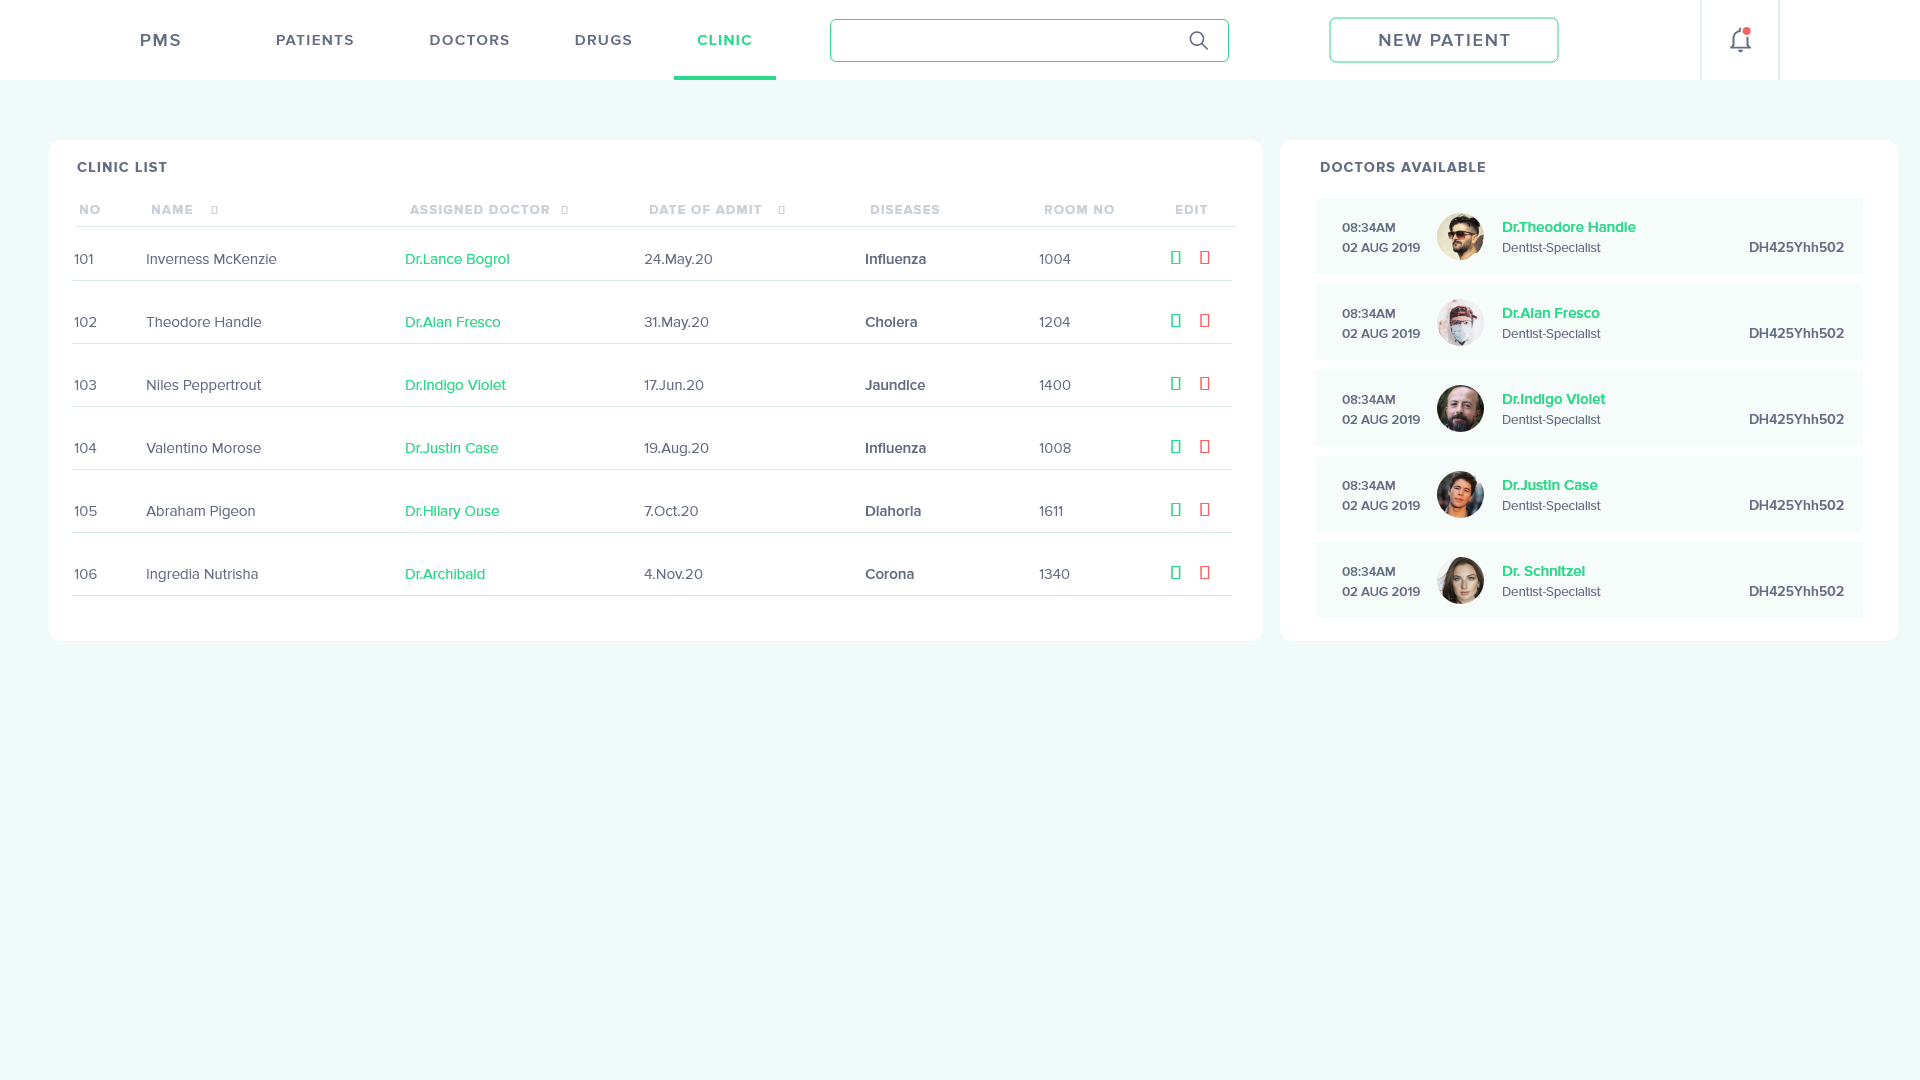 PMS PATIENTS DOCTORS DRUGS CLINIC NEW PATIENT
CLINIC LIST
NO NAME ASSIGNED DOCTOR DATE OF ADMIT DISEASES ROOM NO EDIT
101 Inverness McKenzie Dr.Lance Bogrol 24.May.20 Influenza 1004
102 Theodore Handle Dr.Alan Fresco 31.May.20 Cholera 1204
103 Niles Peppertrout Dr.Indigo Violet 17.Jun.20 Jaundice 1400
104 Valentino Morose Dr.Justin Case 19.Aug.20 Influenza 1008
105 Abraham Pigeon Dr.Hilary Ouse 7.Oct.20 Diahoria 1611
106 Ingredia Nutrisha Dr.Archibald 4.Nov.20 Corona 1340
DOCTORS AVAILABLE
08:34AM Dr.Theodore Handle
02 AUG 2019 Dentist-Specialist DH425Yhh502
08:34AM Dr.Alan Fresco
02 AUG 2019 Dentist-Specialist DH425Yhh502
08:34AM Dr.Indigo Violet
02 AUG 2019 Dentist-Specialist DH425Yhh502
08:34AM Dr.Justin Case
02 AUG 2019 Dentist-Specialist DH425Yhh502
08:34AM Dr. Schnitzel
02 AUG 2019 Dentist-Specialist DH425Yhh502